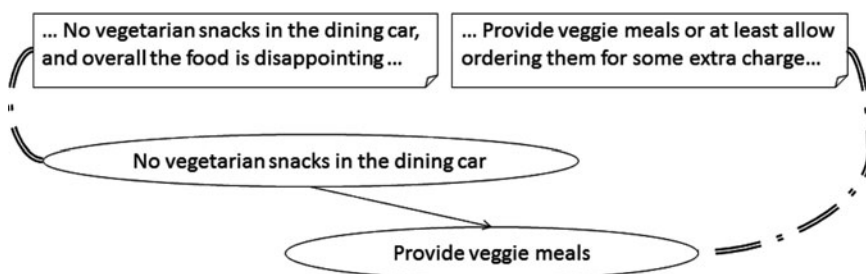 ... No vegetarian snacks in the dining car,
and overall the food is disappointing ...
... Provide veggie meals or at least allow
ordering them for some extra charge...
No vegetarian snacks in the dining car
Provide veggie meals